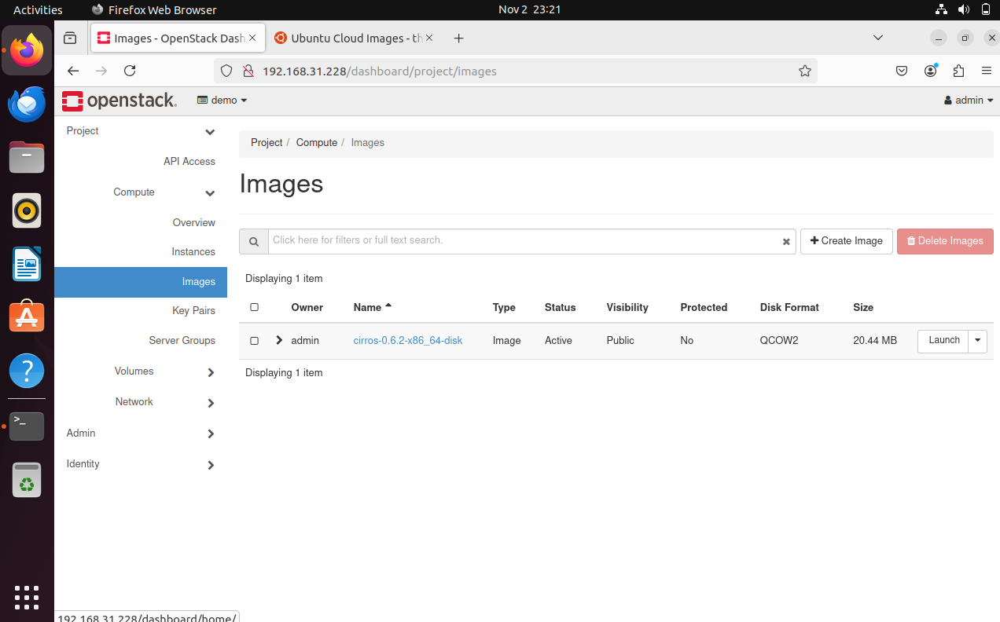 Activities
Firefox Web Browser
Nov 2 23:21
Images - OpenStack Dash
Ubuntu Cloud Images - th
192.168.31.228/dashboard/project/images
openstack.
demo
admin
Project
API Access
Compute
Overview
Instances
Images
Key Pairs
Server Groups
Volumes
Network
Admin
Identity
Project / Compute / Images
Images
Click here for filters or full text search.
Create Image
Delete Images
Displaying 1 item
Owner Name Type Status Visibility Protected Disk Format Size
admin cirros-0.6.2-x86_64-disk Image Active Public No QCOW2 20.44 MB Launch
Displaying 1 item
192.168.31.228/dashboard/home/